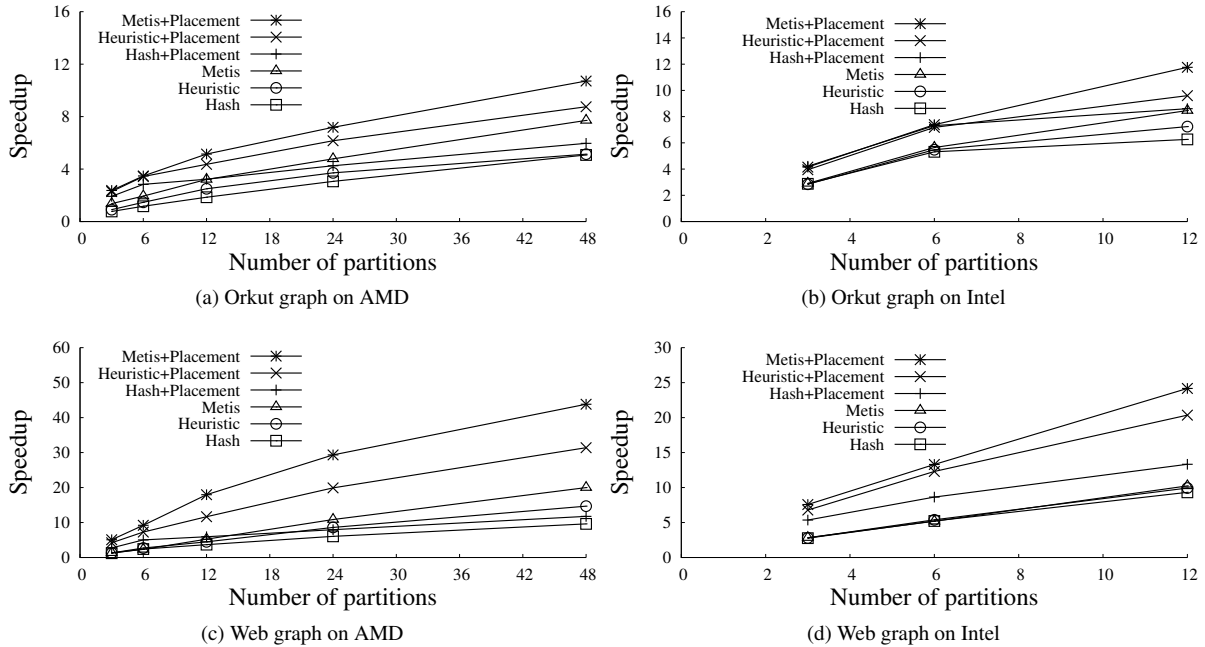 Speedup
16
12
8
4
0
Metis+Placement
Heuristic+Placement
Hash+Placement
Metis
Heuristic
Hash
0 6 12 18 24 30 36 42 48
Number of partitions
(a) Orkut graph on AMD
Speedup
16
14
12
10
8
6
4
2
0
Metis+Placement
Heuristic+Placement
Hash+Placement
Metis
Heuristic
Hash
0 2 4 6 8 10 12
Number of partitions
(b) Orkut graph on Intel
Speedup
60
50
40
30
20
10
0
Metis+Placement
Heuristic+Placement
Hash+Placement
Metis
Heuristic
Hash
0 6 12 18 24 30 36 42 48
Number of partitions
(c) Web graph on AMD
Speedup
30
25
20
15
10
5
0
Metis+Placement
Heuristic+Placement
Hash+Placement
Metis
Heuristic
Hash
0 2 4 6 8 10 12
Number of partitions
(d) Web graph on Intel